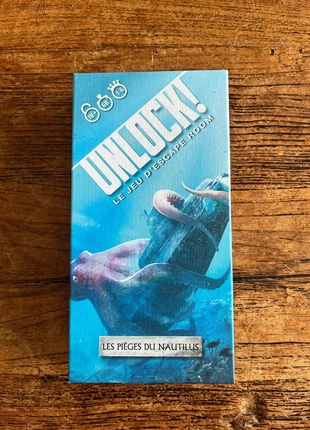 UNLOCK!
LE JEU D'ESCAPE ROOM
LES PIÈGES DU NAUTILUS